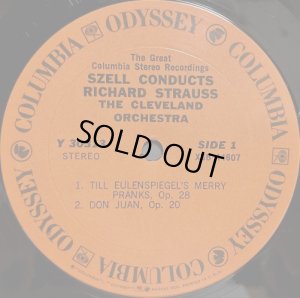 COLUMBIA ODYSSEY COLUMBIA ODYSSEY COLUMBIA ODYSSEY
The Great
Columbia Stereo Recordings
SZELL CONDUCTS
RICHARD STRAUSS
THE CLEVELAND
ORCHESTRA
STEREO
SIDE 1
SOLD OUT
1. TILL EULENSPIEGEL'S MERRY
PRANKS, Op. 28
2. DON JUAN, Op. 20